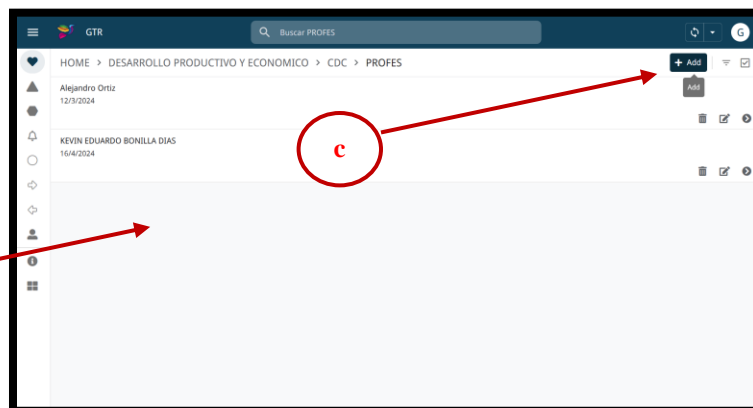 GTR
Buscar PROFES
G
HOME > DESARROLLO PRODUCTIVO Y ECONOMICO > CDC > PROFES
+ Add
Add
Alejandro Ortiz
12/3/2024
c
KEVIN EDUARDO BONILLA DIAS
16/4/2024